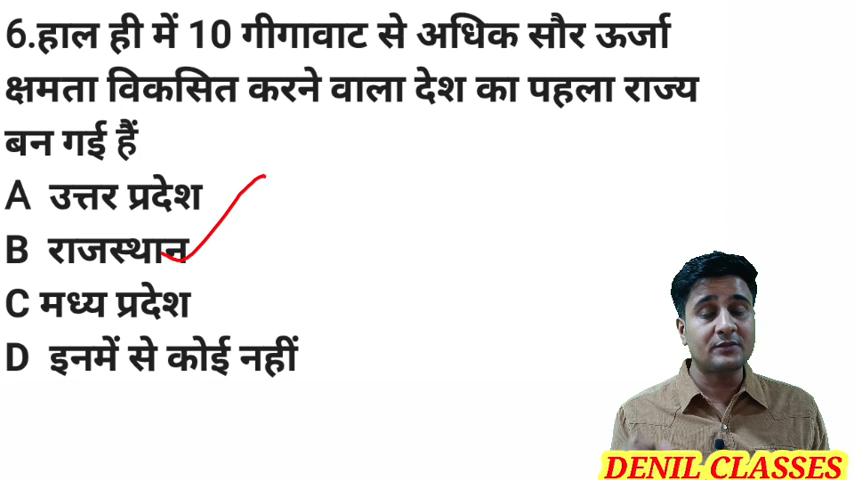 6.हाल ही में 10 गीगावाट से अधिक सौर ऊर्जा
क्षमता विकसित करने वाला देश का पहला राज्य
बन गई हैं
A उत्तर प्रदेश
B राजस्थान
C मध्य प्रदेश
D इनमें से कोई नहीं
DENIL CLASSES